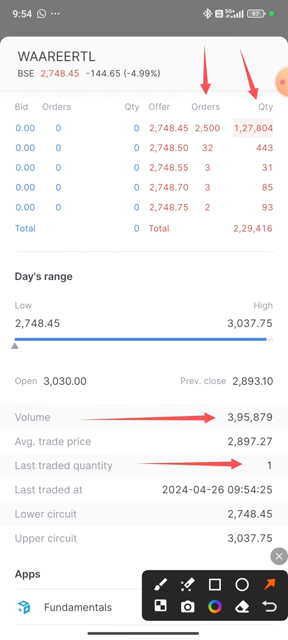 9:54
5G+
97
WAAREERTL
BSE 2,748.45 -144.65 (-4.99%)
Bid Orders Qty Offer Orders Qty
0.00 0 0 2,748.45 2,500 1,27,804
0.00 0 0 2,748.50 32 443
0.00 0 0 2,748.55 3 31
0.00 0 0 2,748.70 3 85
0.00 0 0 2,748.75 2 93
Total 0 Total 2,29,416
Day's range
Low High
2,748.45 3,037.75
Open 3,030.00 Prev. close 2,893.10
Volume 3,95,879
Avg. trade price 2,897.27
Last traded quantity 1
Last traded at 2024-04-26 09:54:25
Lower circuit 2,748.45
Upper circuit 3,037.75
Apps
Fundamentals